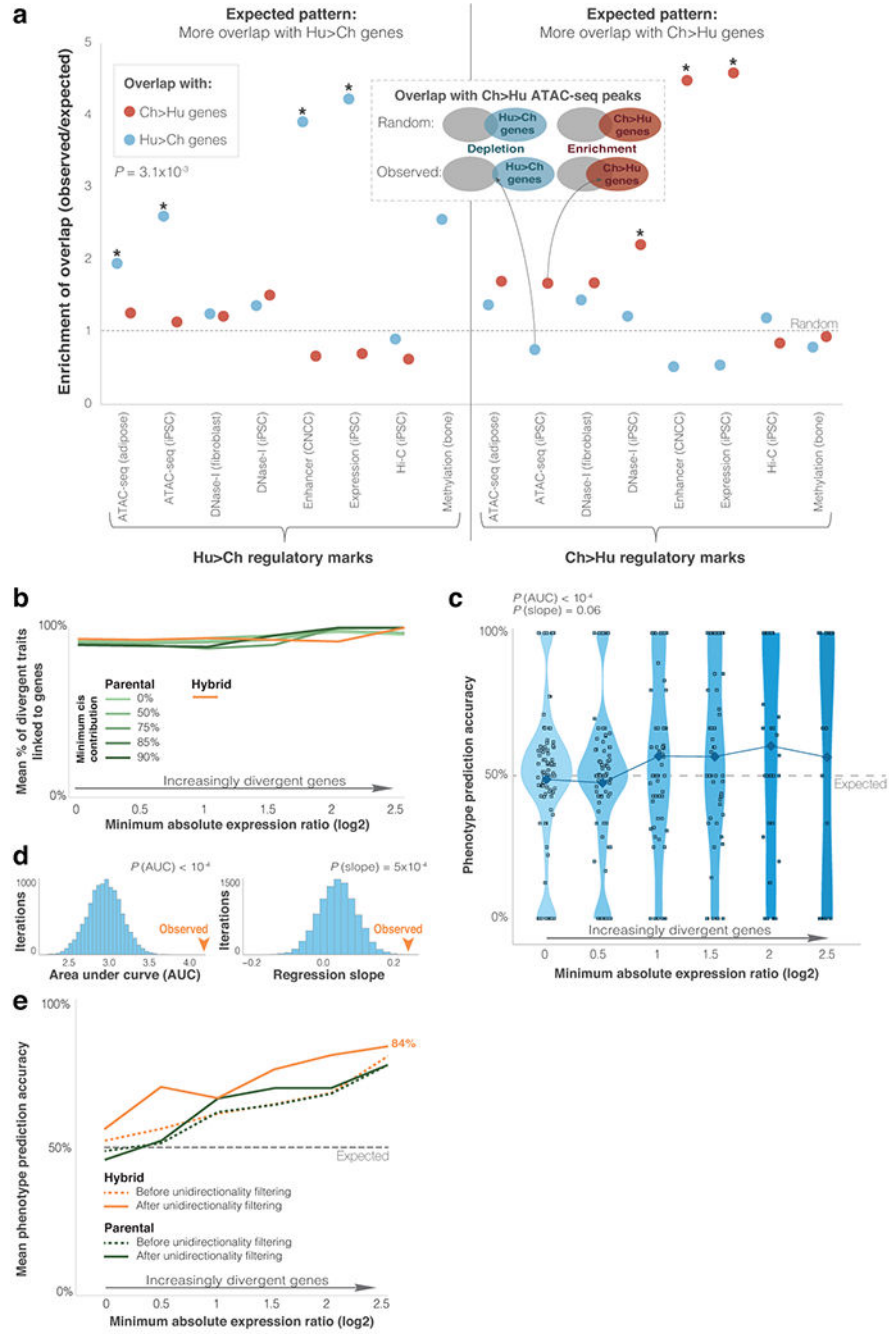 a
Expected pattern:
More overlap with Hu>Ch genes
Expected pattern:
More overlap with Ch>Hu genes
Enrichment of overlap (observed/expected)
5
4
3
2
1
0
Overlap with:
Ch>Hu genes
Hu>Ch genes
P = 3.1x10-3
* * * *
* * *
Overlap with Ch>Hu ATAC-seq peaks
Random:
Hu>Ch
genes
Ch>Hu
genes
Depletion
Enrichment
Observed:
Hu>Ch
genes
Ch>Hu
genes
Random
ATAC-seq (adipose)
ATAC-seq (iPSC)
DNase-I (fibroblast)
DNase-I (iPSC)
Enhancer (CNCC)
Expression (iPSC)
Hi-C (iPSC)
Methylation (bone)
ATAC-seq (adipose)
ATAC-seq (iPSC)
DNase-I (fibroblast)
DNase-I (iPSC)
Enhancer (CNCC)
Expression (iPSC)
Hi-C (iPSC)
Methylation (bone)
Hu>Ch regulatory marks
Ch>Hu regulatory marks
b
Mean % of divergent traits
linked to genes
100%
0%
Minimum cis
contribution
Parental
0%
50%
75%
85%
90%
Hybrid
Increasingly divergent genes
0 0.5 1 1.5 2 2.5
Minimum absolute expression ratio (log2)
c
P (AUC) < 10-4
P (slope) = 0.06
Phenotype prediction accuracy
100%
50%
0%
Expected
Increasingly divergent genes
0 0.5 1 1.5 2 2.5
Minimum absolute expression ratio (log2)
d
P (AUC) < 10-4
Iterations
1000
0
Observed
2.5 3.0 3.5 4.0
Area under curve (AUC)
P (slope) = 5x10-4
Iterations
1500
0
Observed
−0.2 0.0 0.2
Regression slope
e
Mean phenotype prediction accuracy
100%
50%
0%
84%
Expected
Hybrid
Before unidirectionality filtering
After unidirectionality filtering
Parental
Before unidirectionality filtering
After unidirectionality filtering
Increasingly divergent genes
0 0.5 1 1.5 2 2.5
Minimum absolute expression ratio (log2)